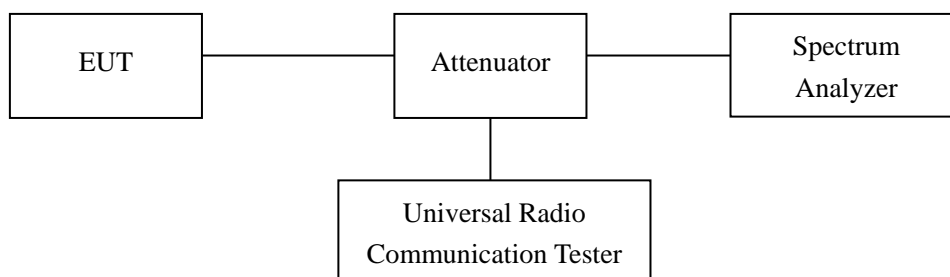 EUT
Attenuator
Spectrum
Analyzer
Universal Radio
Communication Tester